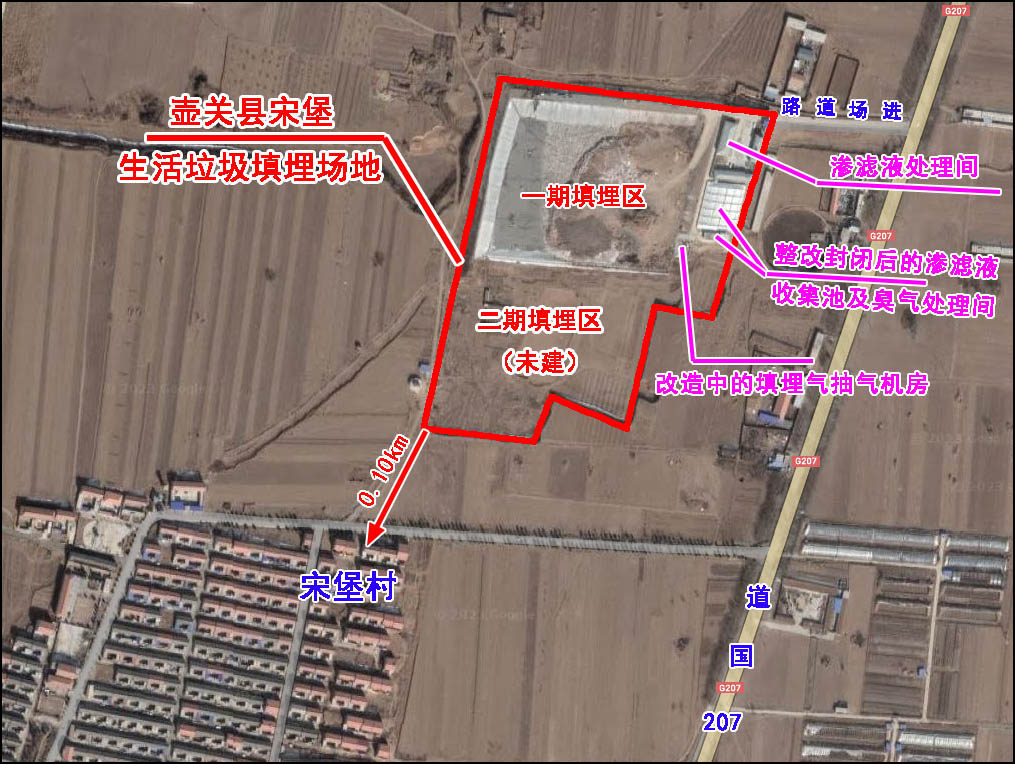 G207
壶关县宋堡
生活垃圾填埋场地
路道场进
渗滤液处理间
一期填埋区
G207
整改封闭后的渗滤液
收集池及臭气处理间
二期填埋区
（未建）
改造中的填埋气抽气机房
0.10km
G207
宋堡村
道
国
G207
207